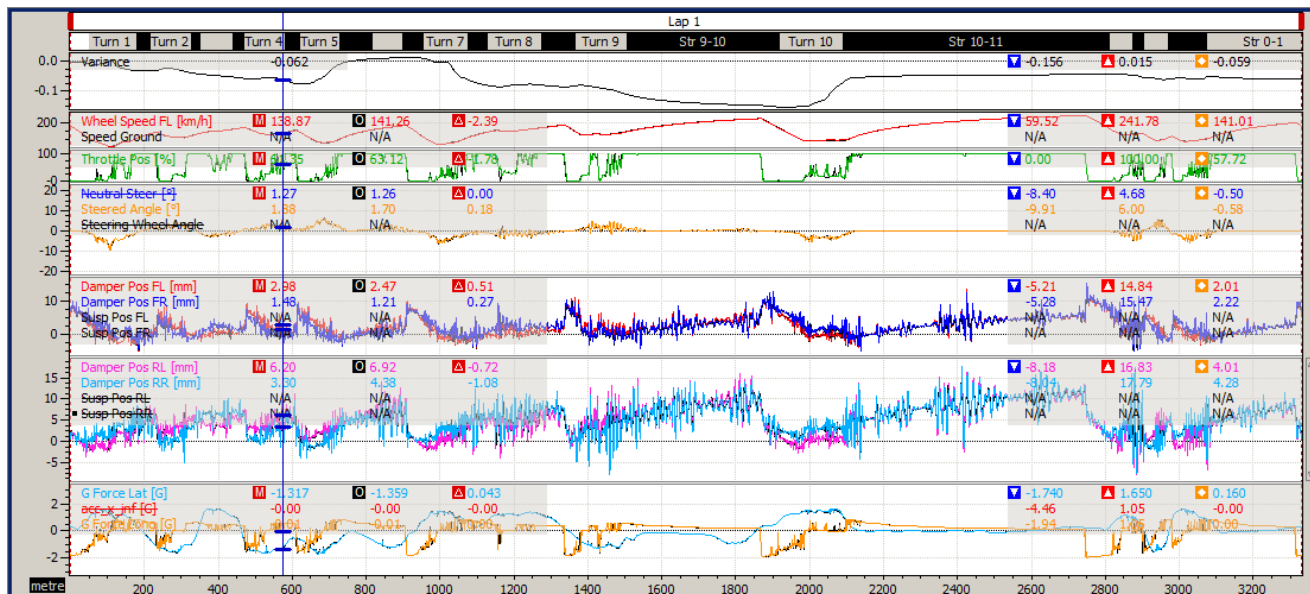 Lap 1
Turn 1 Turn 2 Turn 4 Turn 5 Turn 7 Turn 8 Turn 9 Str 9-10 Turn 10 Str 10-11 Str 0-1
0.0 Variance -0.062 -0.156 0.015 -0.059
-0.1
200 Wheel Speed FL [km/h] M 138.87 O 141.26 -2.39 59.52 241.78 141.01
Speed Ground N/A N/A N/A N/A N/A
100 Throttle Pos [%] M 61.35 O 63.12 -1.78 0.00 100.00 57.72
-0
20 Neutral Steer [°] M 1.27 O 1.26 0.00 -8.40 4.68 -0.50
10 Steered Angle [°] 1.88 1.70 0.18 -9.91 6.00 -0.58
Steering Wheel Angle N/A N/A N/A N/A N/A
0
-10
-20
Damper Pos FL [mm] M 2.98 O 2.47 0.51 -5.21 14.84 2.01
10 Damper Pos FR [mm] 1.48 1.21 0.27 -5.28 15.47 2.22
Susp Pos FL N/A N/A N/A N/A N/A
0 Susp Pos FR N/A N/A N/A N/A N/A
Damper Pos RL [mm] M 6.20 O 6.92 -0.72 -8.18 16.83 4.01
15 Damper Pos RR [mm] 3.30 4.38 -1.08 -8.04 17.79 4.28
10 Susp Pos RL N/A N/A N/A N/A N/A
Susp Pos RR N/A N/A N/A N/A N/A
5
0
-5
G Force Lat [G] M -1.317 O -1.359 0.043 -1.740 1.650 0.160
2 acc_x_inf [G] -0.00 -0.00 -0.00 -4.46 1.05 -0.00
0 G Force Long [G] -0.01 -0.01 0.00 -1.94 0.00
-2
metre 200 400 600 800 1000 1200 1400 1600 1800 2000 2200 2400 2600 2800 3000 3200